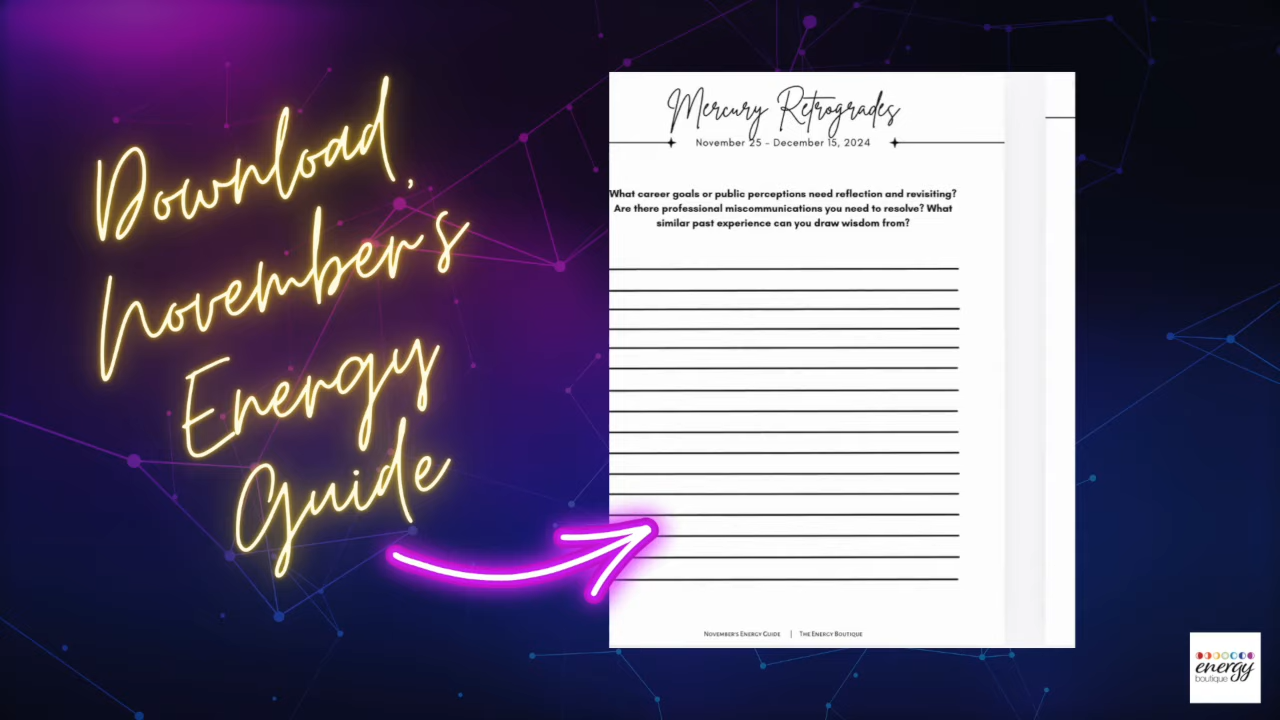 Download
November's
Energy
Guide
Mercury Retrogrades
November 25 - December 15, 2024
What career goals or public perceptions need reflection and revisiting?
Are there professional miscommunications you need to resolve? What
similar past experience can you draw wisdom from?
November's Energy Guide | The Energy Boutique
energy
boutique